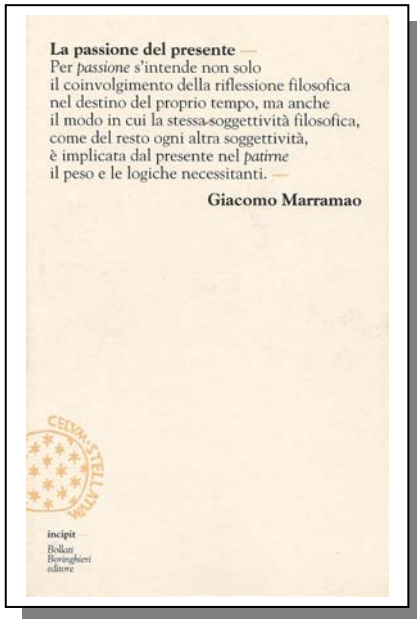 La passione del presente —
Per passione s'intende non solo
il coinvolgimento della riflessione filosofica
nel destino del proprio tempo, ma anche
il modo in cui la stessa soggettività filosofica,
come del resto ogni altra soggettività,
è implicata dal presente nel patirne
il peso e le logiche necessitanti. —
Giacomo Marramao
CELVM · STELLATVM
incipit —
Bollati
Boringhieri
editore